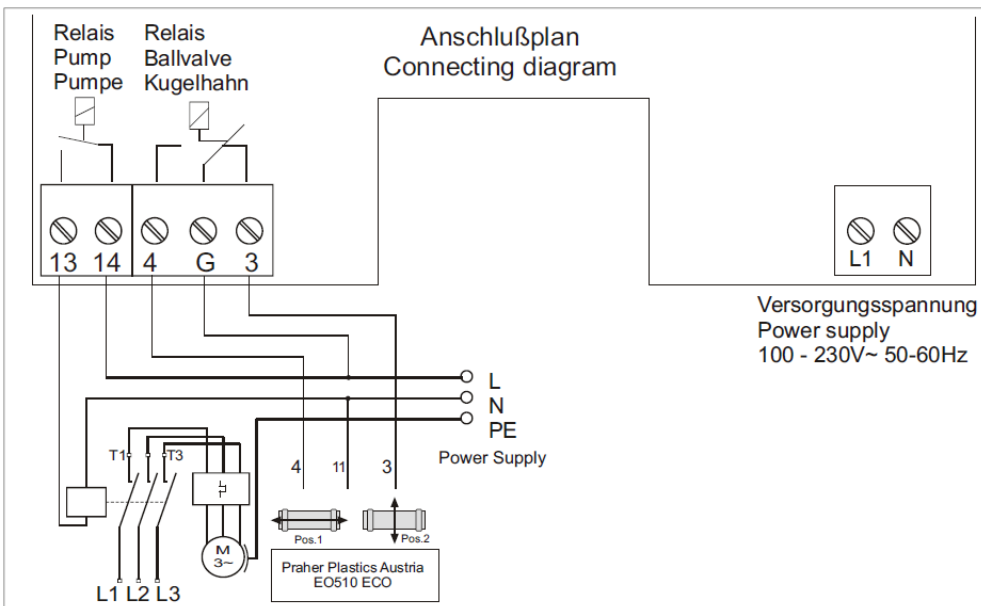 Relais
Pump
Pumpe
Relais
Ballvalve
Kugelhahn
Anschlußplan
Connecting diagram
13 14 4 G 3
L1 N
Versorgungsspannung
Power supply
100 - 230V~ 50-60Hz
L
N
PE
Power Supply
T1 T3
4 11 3
Pos.1 Pos.2
M
3~
Praher Plastics Austria
EO510 ECO
L1 L2 L3